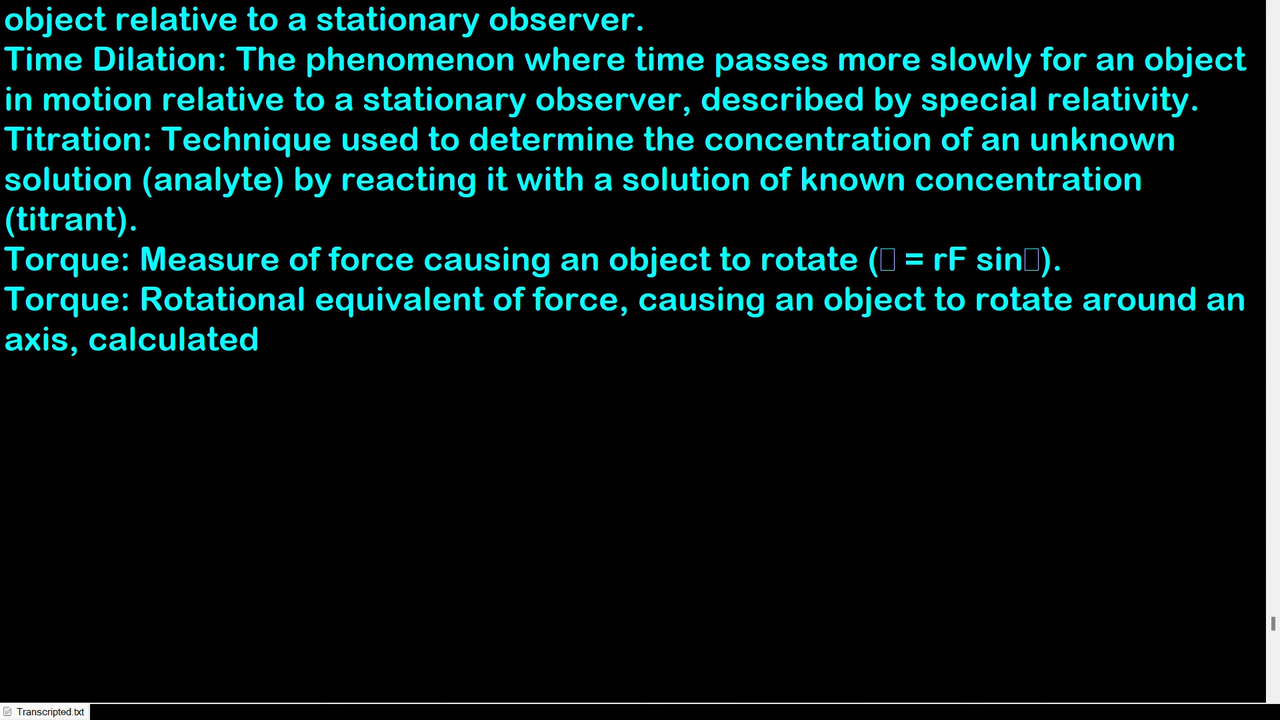 object relative to a stationary observer.
Time Dilation: The phenomenon where time passes more slowly for an object
in motion relative to a stationary observer, described by special relativity.
Titration: Technique used to determine the concentration of an unknown
solution (analyte) by reacting it with a solution of known concentration
(titrant).
Torque: Measure of force causing an object to rotate (□ = rF sin□).
Torque: Rotational equivalent of force, causing an object to rotate around an
axis, calculated
Transcripted.txt